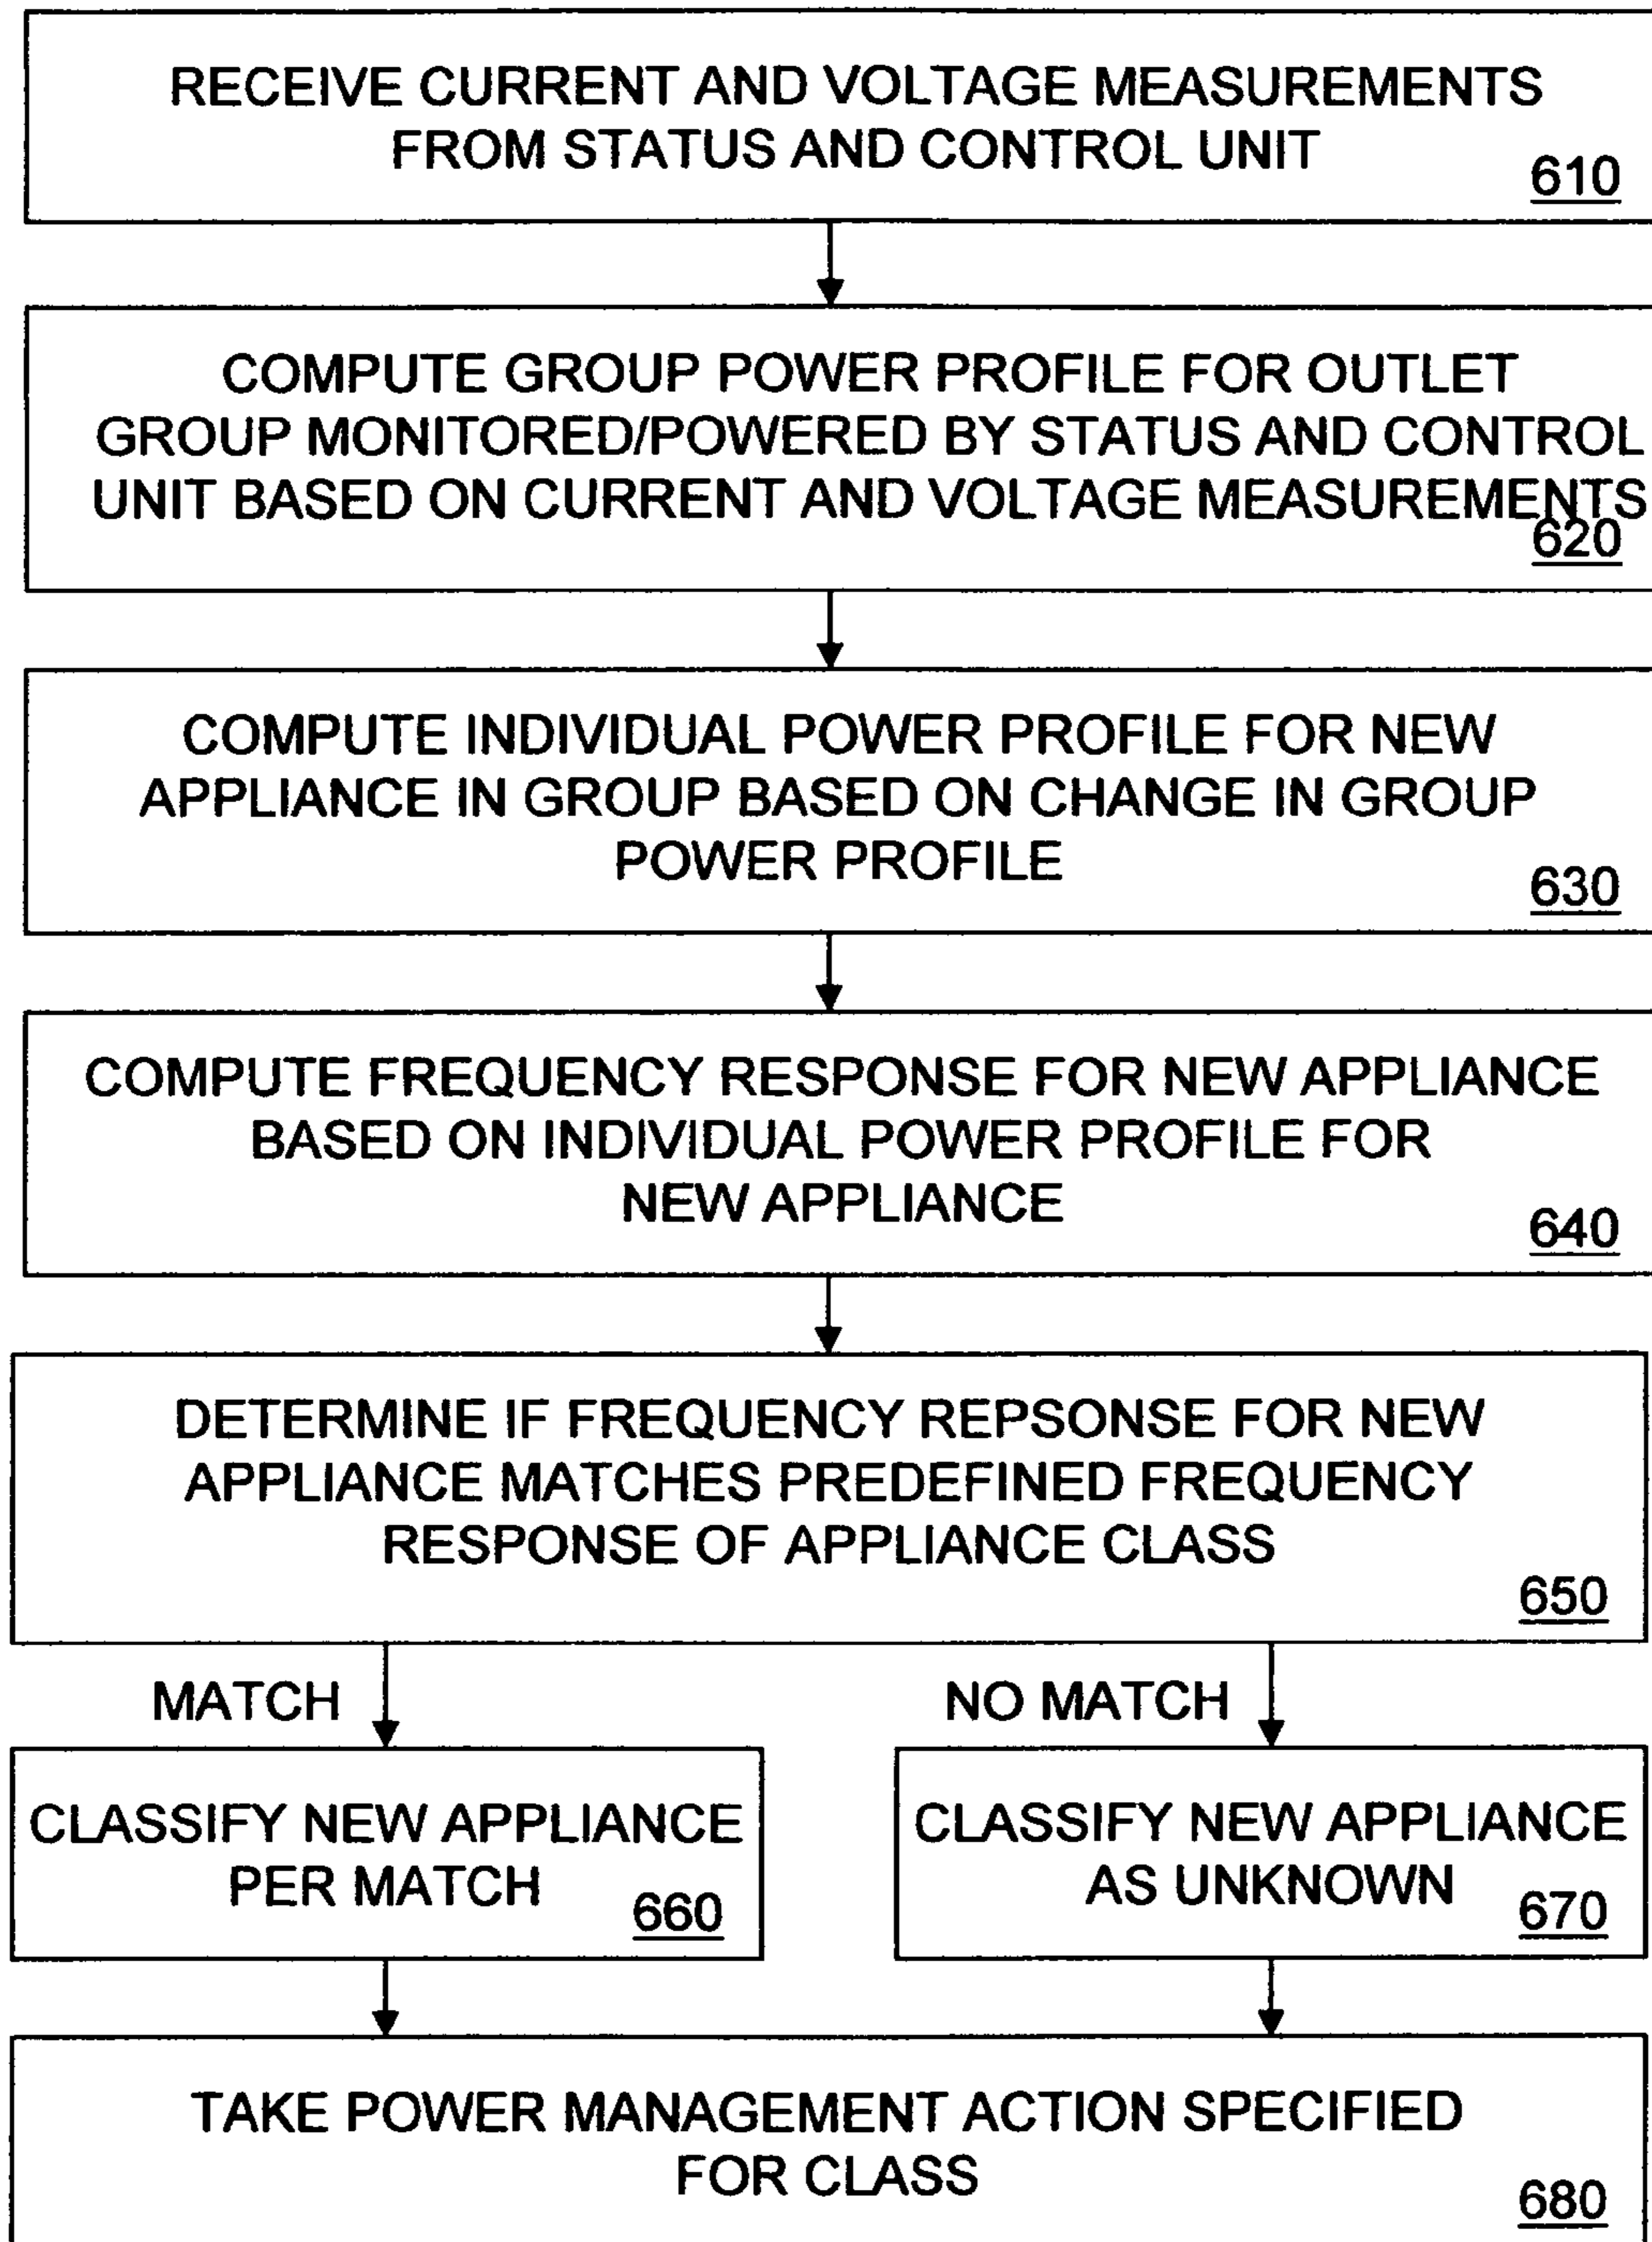 RECEIVE CURRENT AND VOLTAGE MEASUREMENTS
FROM STATUS AND CONTROL UNIT
610
COMPUTE GROUP POWER PROFILE FOR OUTLET
GROUP MONITORED/POWERED BY STATUS AND CONTROL
UNIT BASED ON CURRENT AND VOLTAGE MEASUREMENTS
620
COMPUTE INDIVIDUAL POWER PROFILE FOR NEW
APPLIANCE IN GROUP BASED ON CHANGE IN GROUP
POWER PROFILE
630
COMPUTE FREQUENCY RESPONSE FOR NEW APPLIANCE
BASED ON INDIVIDUAL POWER PROFILE FOR
NEW APPLIANCE
640
DETERMINE IF FREQUENCY REPSONSE FOR NEW
APPLIANCE MATCHES PREDEFINED FREQUENCY
RESPONSE OF APPLIANCE CLASS
650
MATCH
NO MATCH
CLASSIFY NEW APPLIANCE
PER MATCH
660
CLASSIFY NEW APPLIANCE
AS UNKNOWN
670
TAKE POWER MANAGEMENT ACTION SPECIFIED
FOR CLASS
680